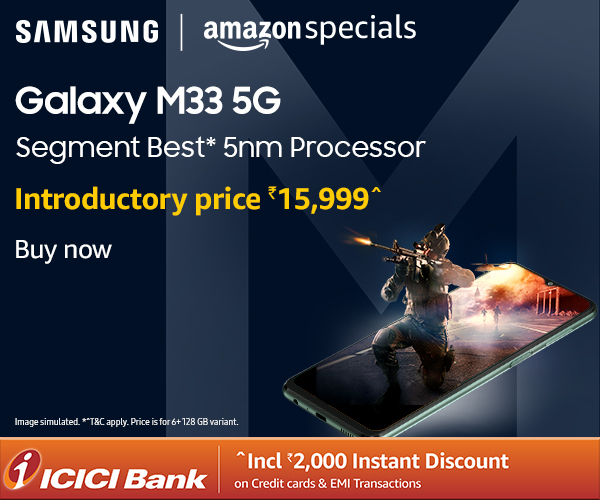 SAMSUNG | amazonspecials
Galaxy M33 5G
Segment Best* 5nm Processor
Introductory price ₹15,999^
Buy now
Image simulated. *^T&C apply. Price is for 6+128 GB variant.
i ICICI Bank
^Incl ₹2,000 Instant Discount
on Credit cards & EMI Transactions